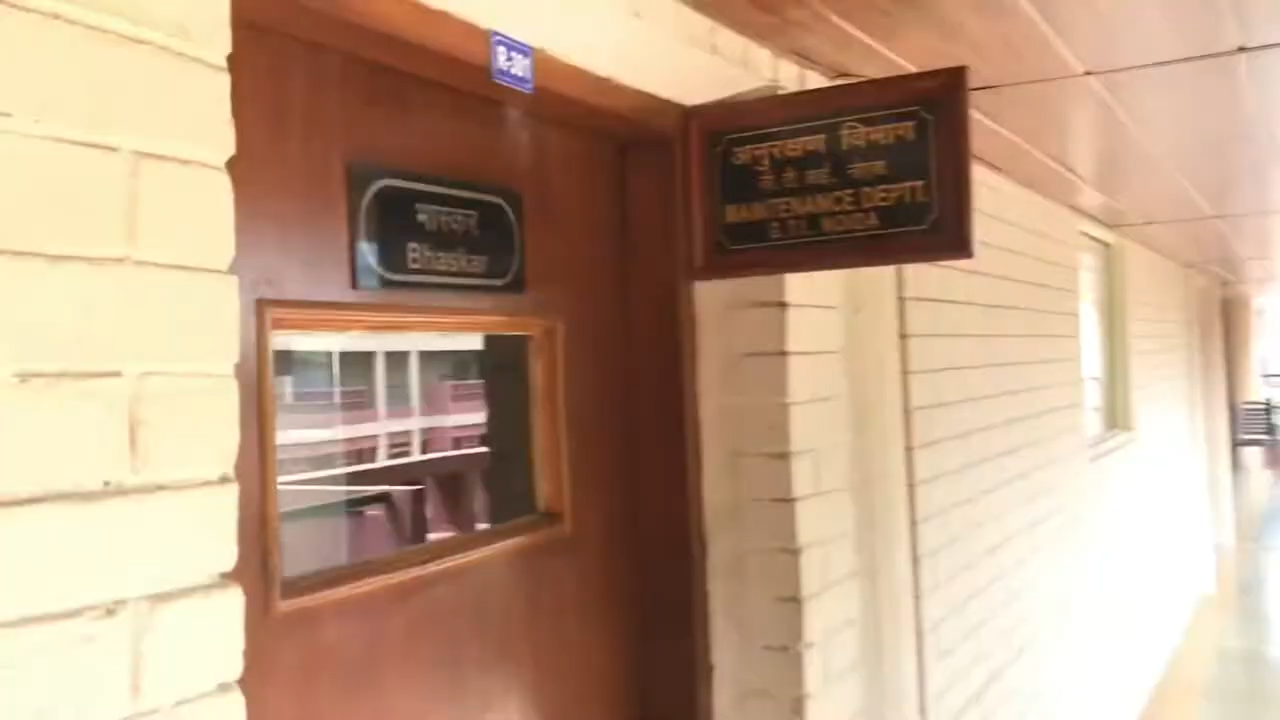 R-301
भास्कर
Bhaskar
अनुरक्षण विभाग
MAINTENANCE DEPTT.
NOIDA